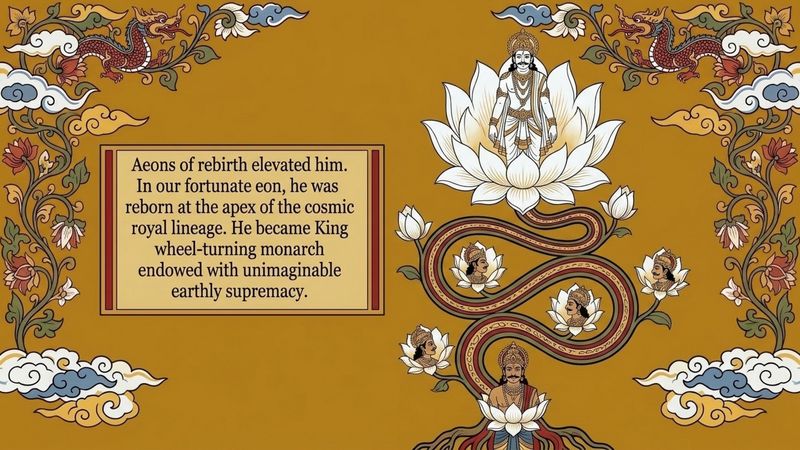 Aeons of rebirth elevated him.
In our fortunate eon, he was
reborn at the apex of the cosmic
royal lineage. He became King
wheel-turning monarch
endowed with unimaginable
earthly supremacy.